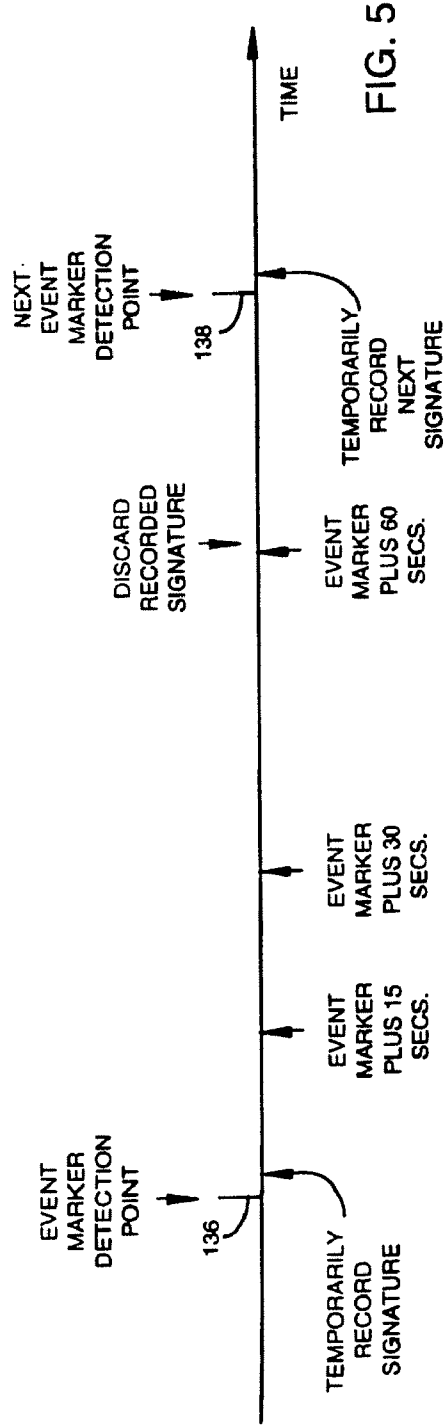 EVENT
MARKER
DETECTION
POINT
136
TEMPORARILY
RECORD
SIGNATURE
EVENT
MARKER
PLUS 15
SECS.
EVENT
MARKER
PLUS 30
SECS.
DISCARD
RECORDED
SIGNATURE
EVENT
MARKER
PLUS 60
SECS.
NEXT
EVENT
MARKER
DETECTION
POINT
138
TEMPORARILY
RECORD
NEXT
SIGNATURE
TIME
FIG. 5